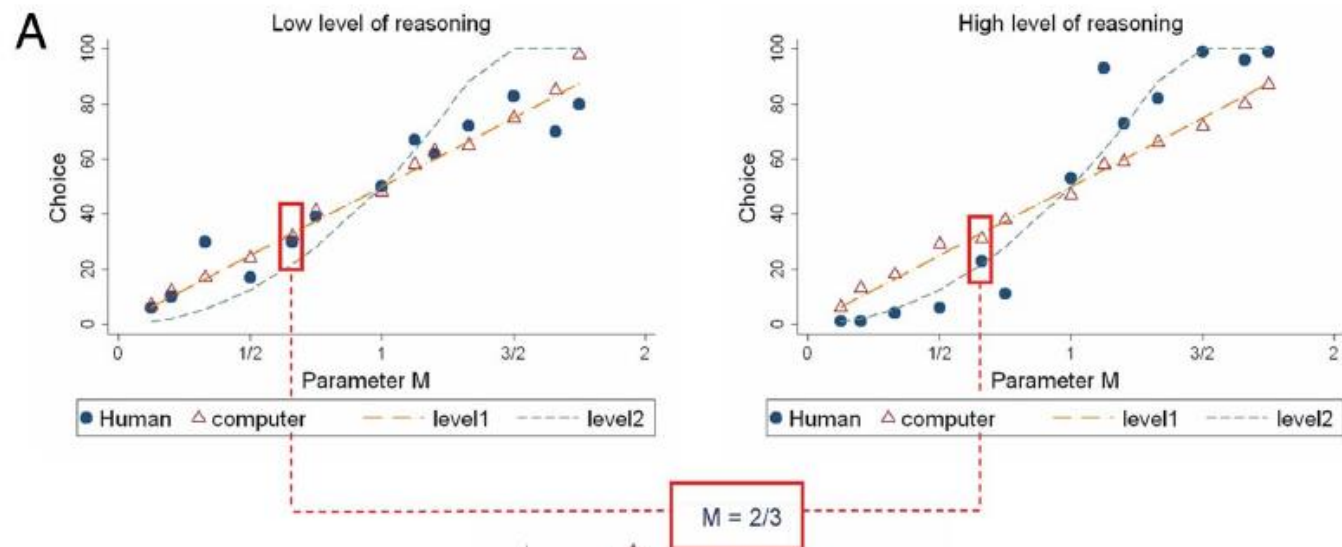 A
Low level of reasoning
Choice
100
80
60
40
20
0
0 1/2 1 3/2 2
Parameter M
Human computer level1 level2
High level of reasoning
Choice
100
80
60
40
20
0
0 1/2 1 3/2 2
Parameter M
Human computer level1 level2
M = 2/3